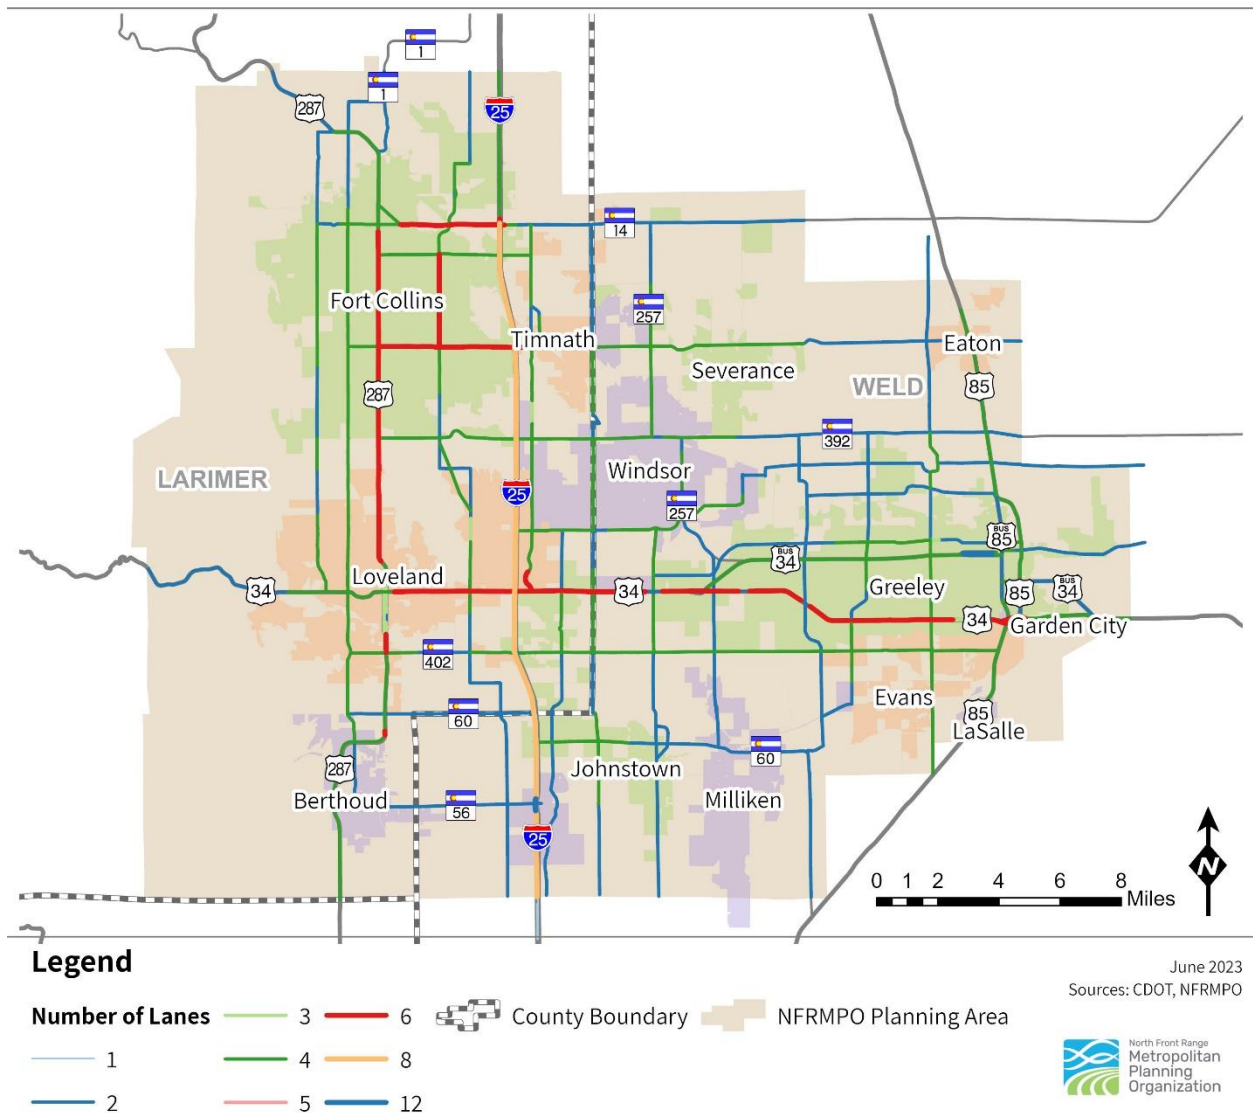 1
1
287
25
14
257
Fort Collins
Timnath
Severance
Eaton
WELD
85
287
392
LARIMER
Windsor
25
257
BUS
85
BUS
34
Loveland
34
34
Greeley
85
BUS
34
34
Garden City
402
Evans
60
85
LaSalle
60
287
Johnstown
Berthoud
56
Milliken
25
N
0 1 2 4 6 8
Miles
Legend
June 2023
Sources: CDOT, NFRMPO
Number of Lanes
3
6
County Boundary
NFRMPO Planning Area
1
4
8
2
5
12
North Front Range
Metropolitan
Planning
Organization